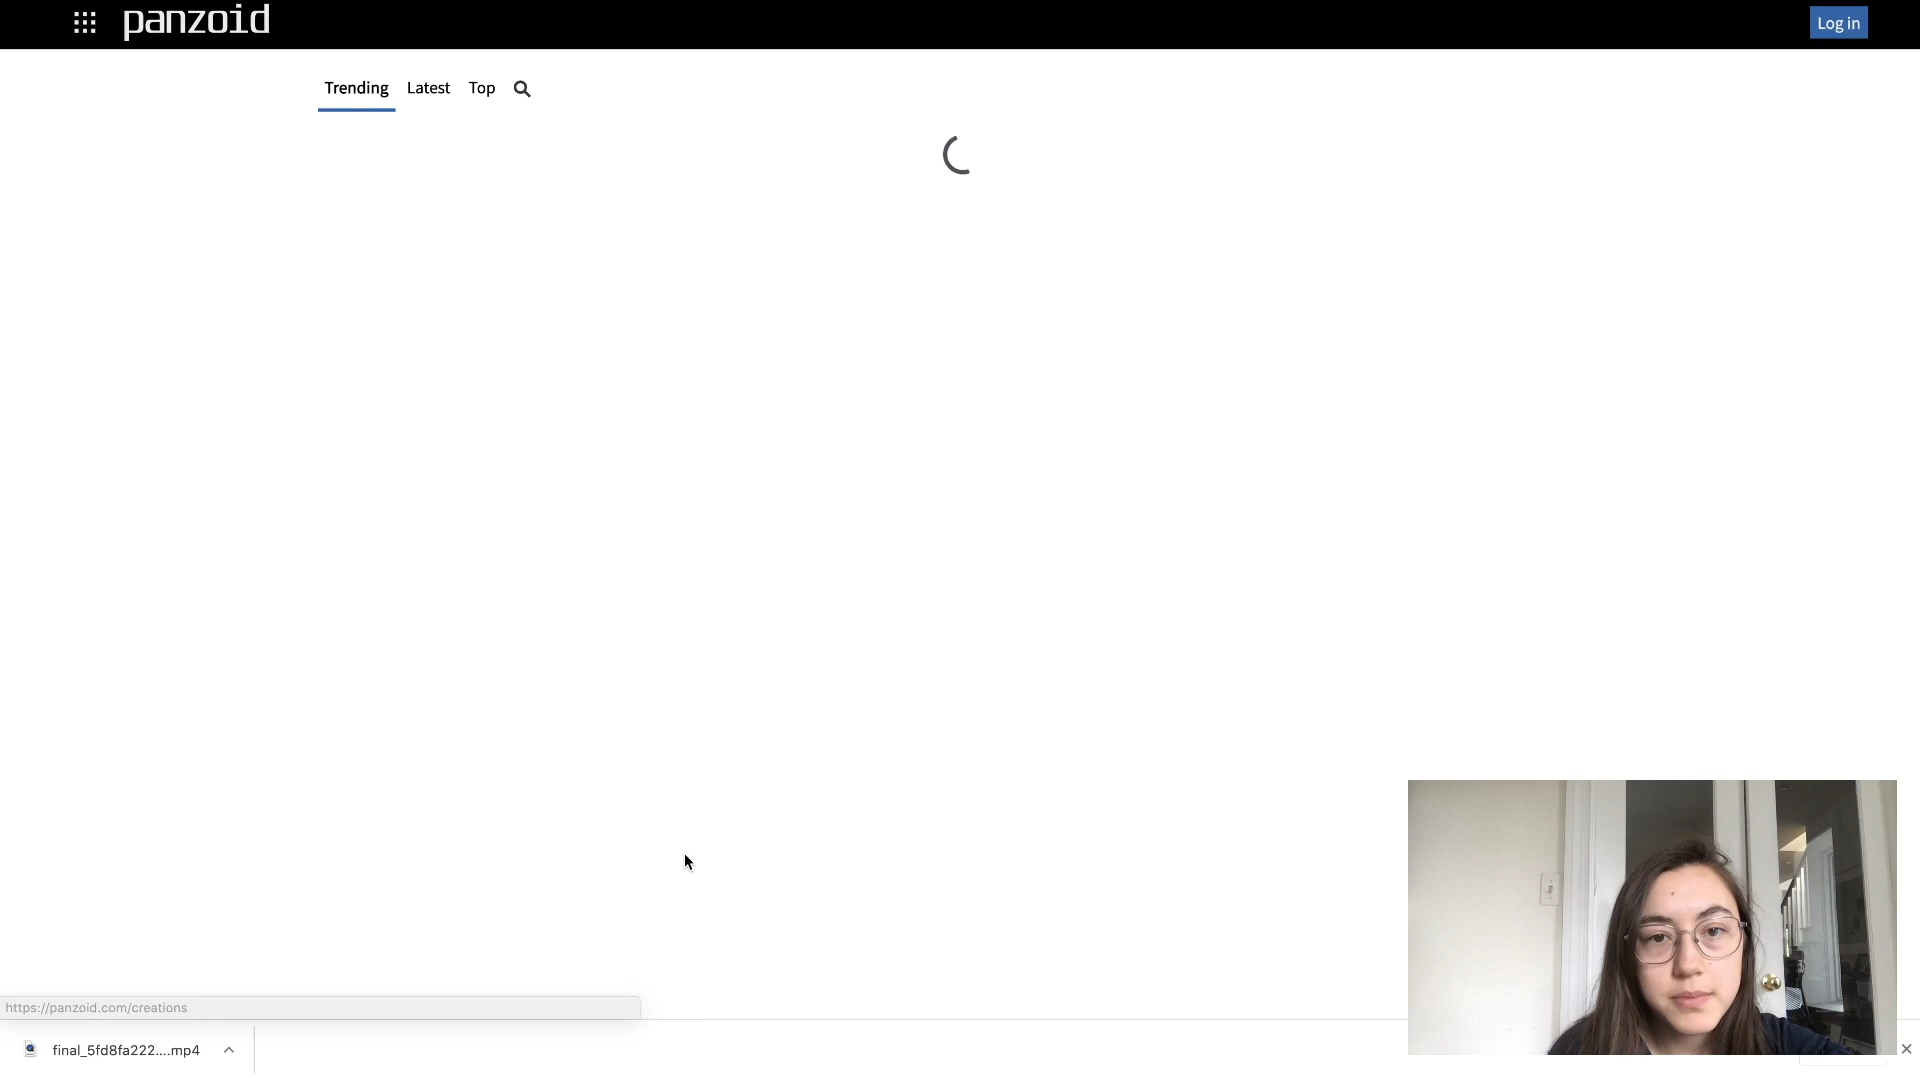 panzoid
Log in
Trending
Latest
Top
https://panzoid.com/creations
final_5fd8fa222....mp4